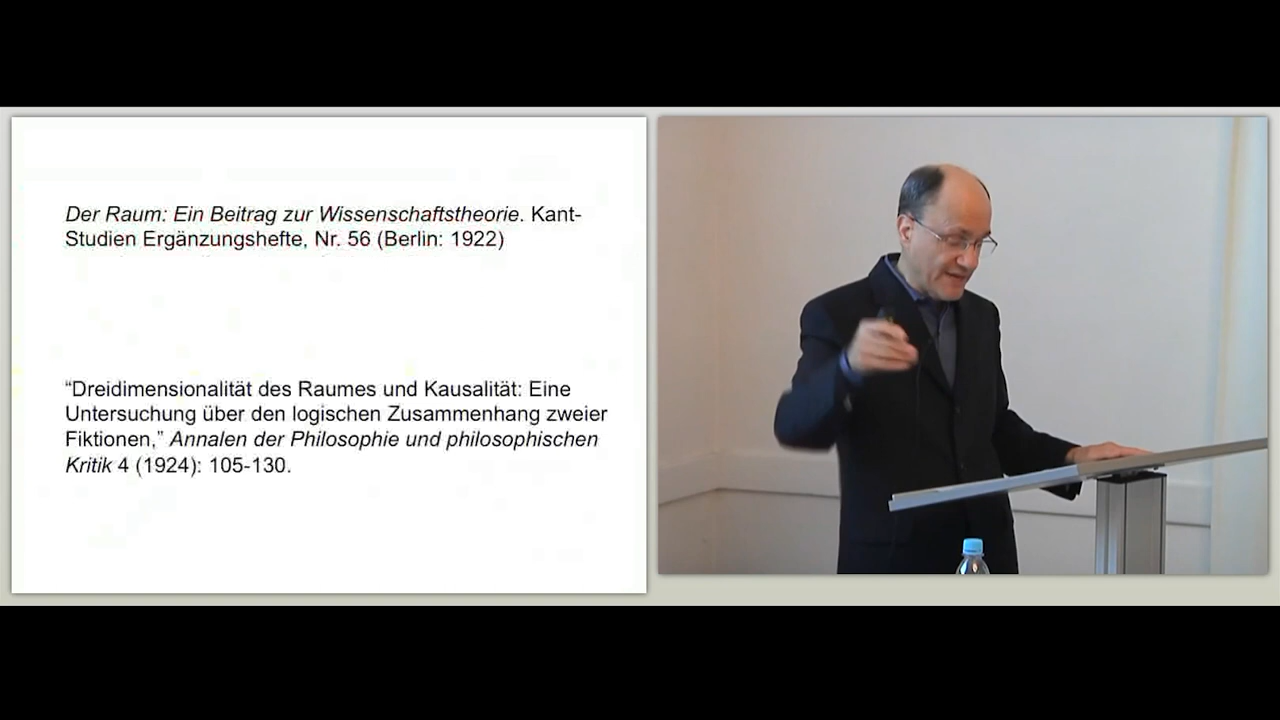 Der Raum: Ein Beitrag zur Wissenschaftstheorie. Kant-
Studien Ergänzungshefte, Nr. 56 (Berlin: 1922)
“Dreidimensionalität des Raumes und Kausalität: Eine
Untersuchung über den logischen Zusammenhang zweier
Fiktionen,” Annalen der Philosophie und philosophischen
Kritik 4 (1924): 105-130.